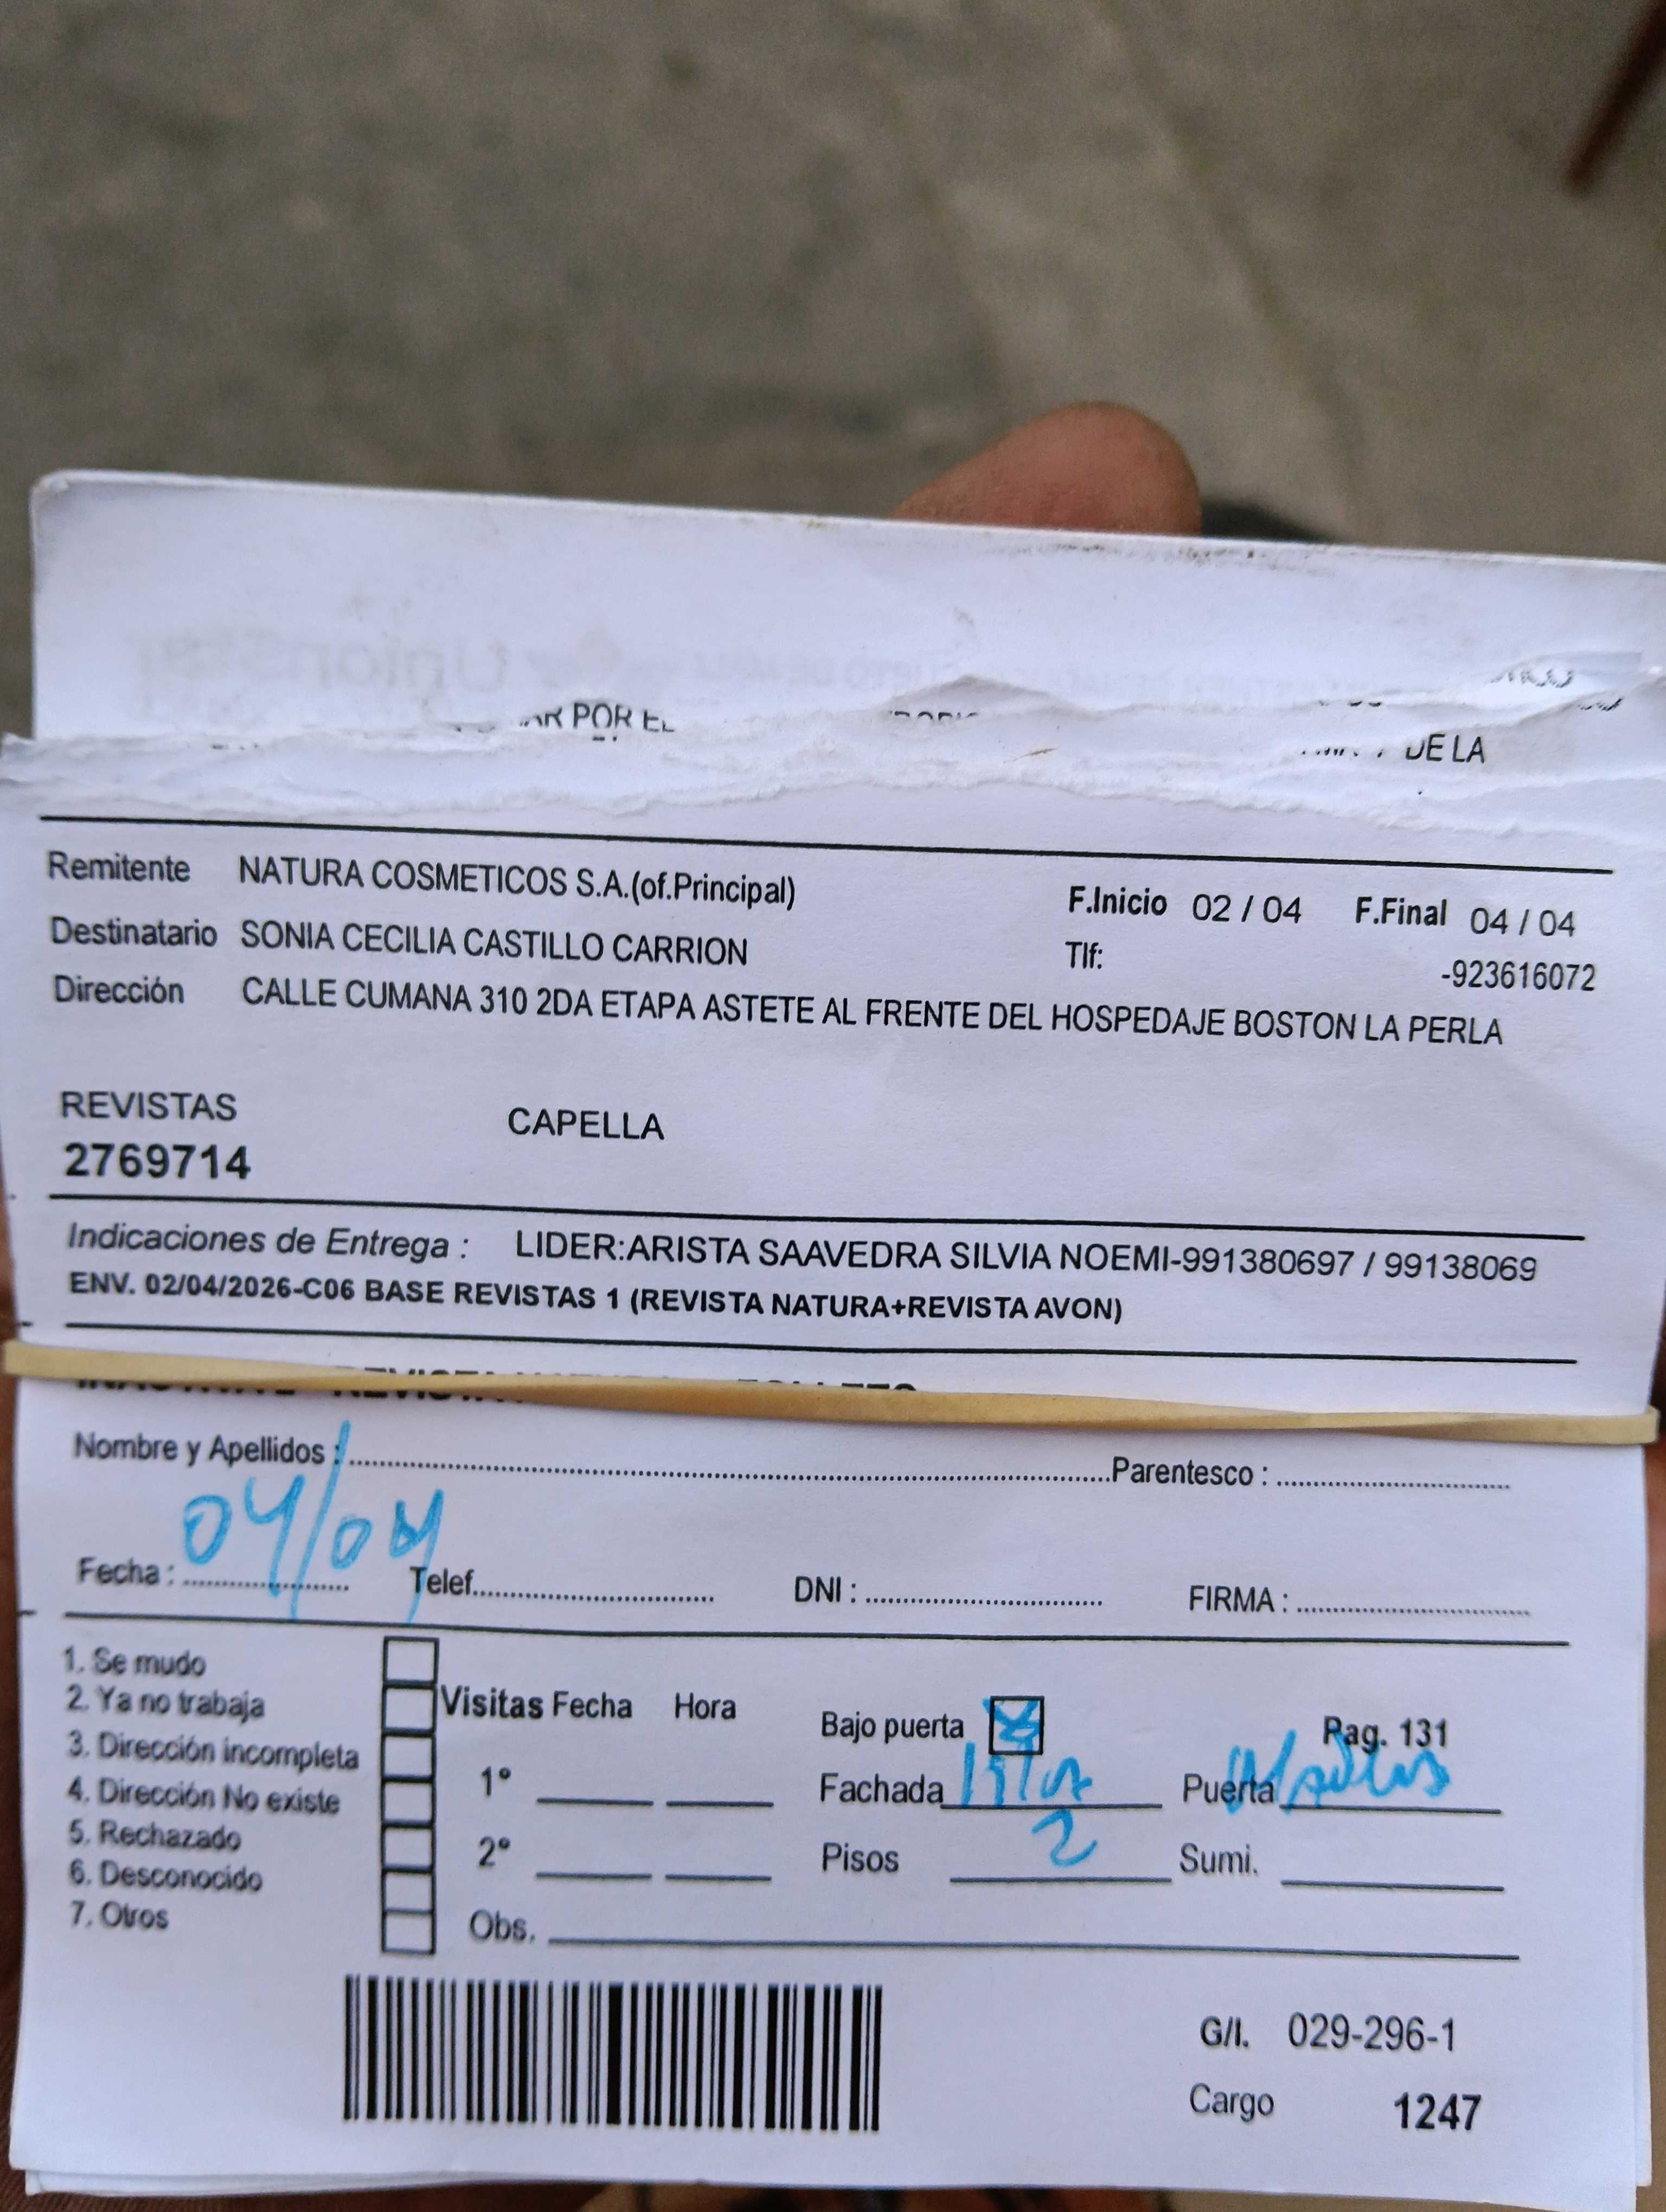 POR EL
DE LA
Remitente NATURA COSMETICOS S.A.(of.Principal) F.Inicio 02 / 04 F.Final 04 / 04
Destinatario SONIA CECILIA CASTILLO CARRION Tlf: -923616072
Dirección CALLE CUMANA 310 2DA ETAPA ASTETE AL FRENTE DEL HOSPEDAJE BOSTON LA PERLA
REVISTAS CAPELLA
2769714
Indicaciones de Entrega : LIDER:ARISTA SAAVEDRA SILVIA NOEMI-991380697 / 99138069
ENV. 02/04/2026-C06 BASE REVISTAS 1 (REVISTA NATURA+REVISTA AVON)
Nombre y Apellidos : Parentesco :
Fecha : 04/04 Telef. DNI : FIRMA :
1. Se mudo
2. Ya no trabaja
3. Dirección incompleta
4. Dirección No existe
5. Rechazado
6. Desconocido
7. Otros
Visitas Fecha Hora
1°
2°
Obs.
Bajo puerta Pag. 131
Fachada Puerta
Pisos 2 Sumi.
G/I. 029-296-1
Cargo 1247